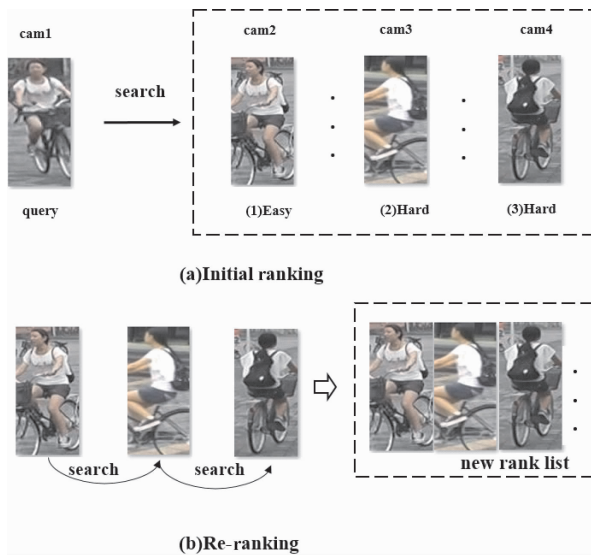 cam1 cam2 cam3 cam4
search
query (1)Easy (2)Hard (3)Hard
(a)Initial ranking
search search new rank list
(b)Re-ranking